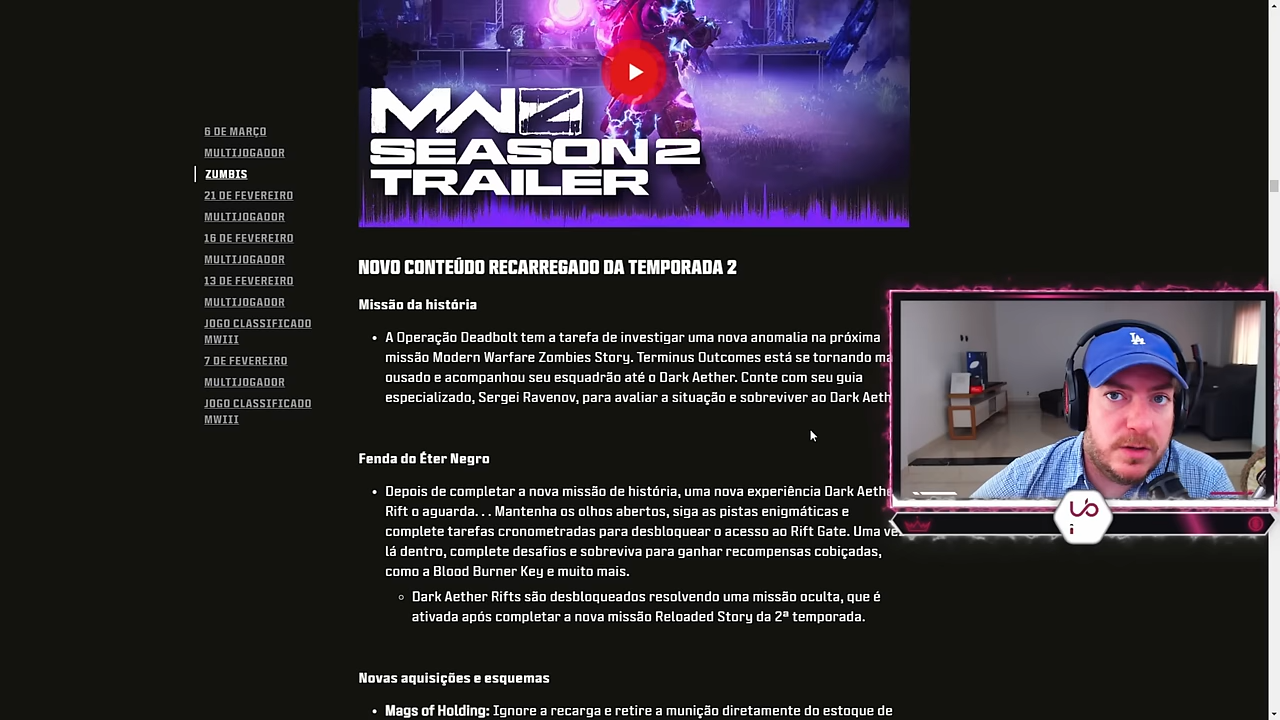 MWZ
SEASON 2
TRAILER
6 DE MARÇO
MULTIJOGADOR
ZUMBIS
21 DE FEVEREIRO
MULTIJOGADOR
16 DE FEVEREIRO
MULTIJOGADOR
13 DE FEVEREIRO
MULTIJOGADOR
JOGO CLASSIFICADO
MWIII
7 DE FEVEREIRO
MULTIJOGADOR
JOGO CLASSIFICADO
MWIII
NOVO CONTEÚDO RECARREGADO DA TEMPORADA 2
Missão da história
• A Operação Deadbolt tem a tarefa de investigar uma nova anomalia na próxima
missão Modern Warfare Zombies Story. Terminus Outcomes está se tornando
ousado e acompanhou seu esquadrão até o Dark Aether. Conte com seu guia
especializado, Sergei Ravenov, para avaliar a situação e sobreviver ao Dark
Fenda do Éter Negro
• Depois de completar a nova missão de história, uma nova experiência Dark
Rift o aguarda. . . Mantenha os olhos abertos, siga as pistas enigmáticas e
complete tarefas cronometradas para desbloquear o acesso ao Rift Gate. Uma
lá dentro, complete desafios e sobreviva para ganhar recompensas cobiçadas,
como a Blood Burner Key e muito mais.
◦ Dark Aether Rifts são desbloqueados resolvendo uma missão oculta, que é
ativada após completar a nova missão Reloaded Story da 2ª temporada.
Novas aquisições e esquemas
• Mags of Holding: Ignore a recarga e retire a munição diretamente do estoque de
LA